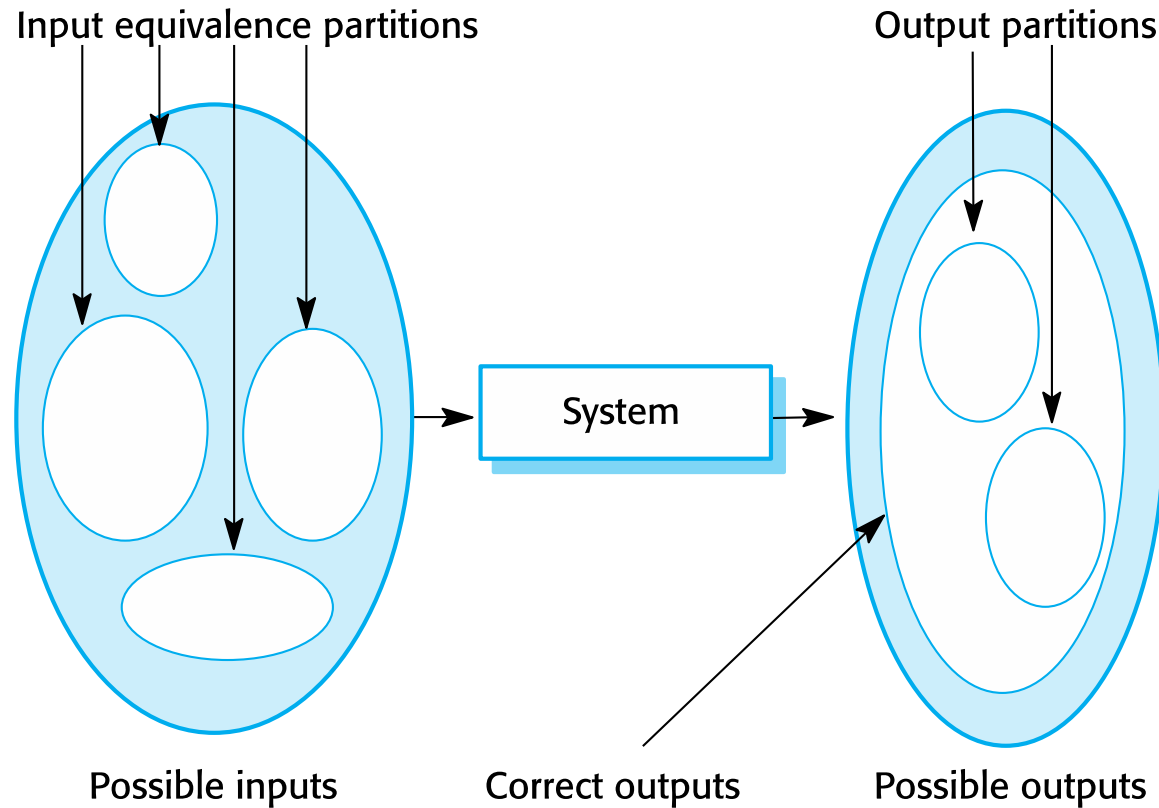 Input equivalence partitions
Output partitions
System
Possible inputs
Correct outputs
Possible outputs